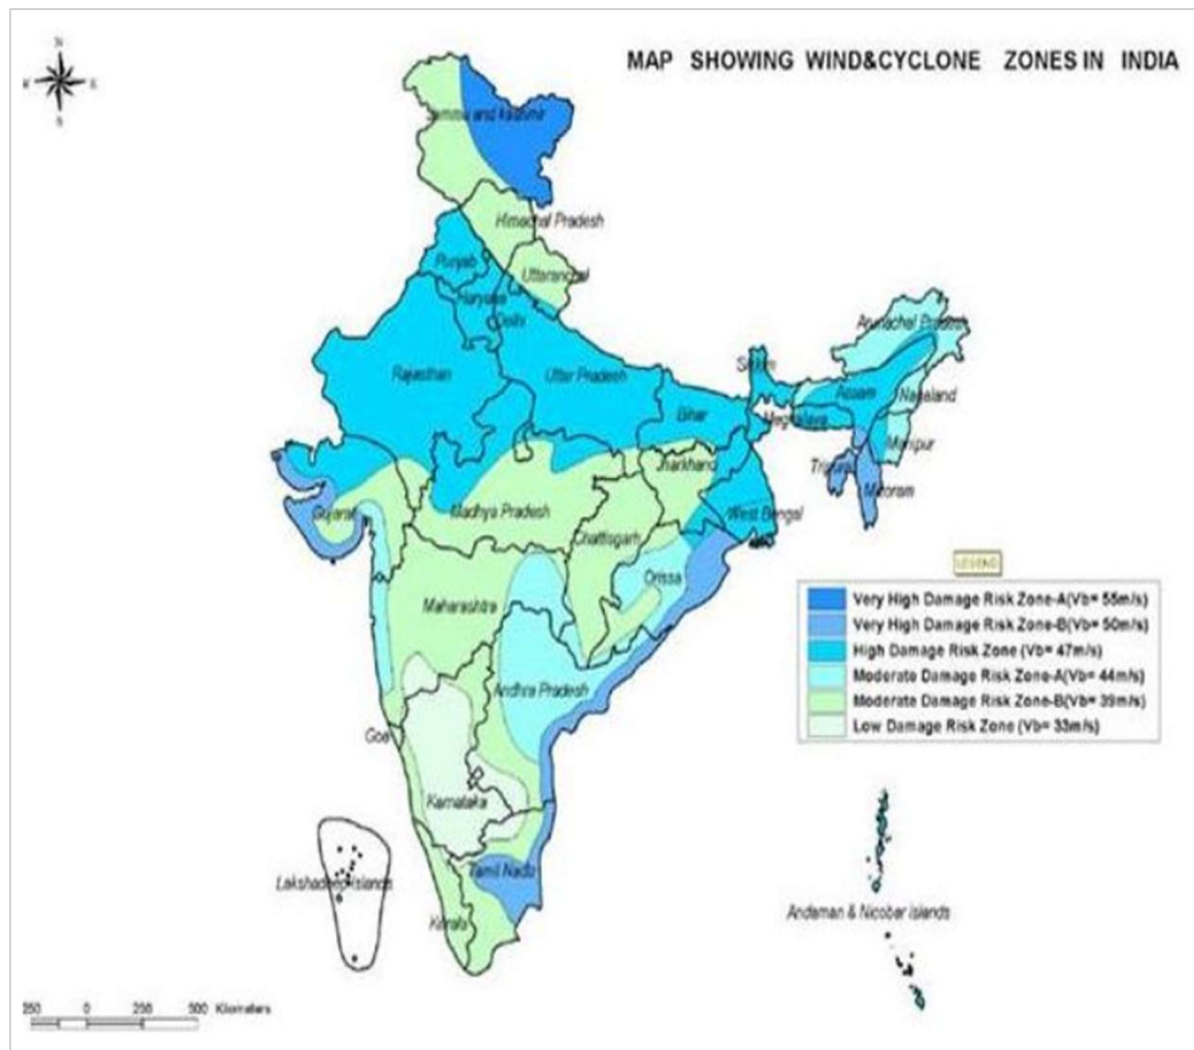 MAP SHOWING WIND&CYCLONE ZONES IN INDIA
N
Jammu and Kashmir
Himachal Pradesh
Punjab
Uttaranchal
Haryana
Delhi
Arunachal Pradesh
Rajasthan
Utter Pradesh
Sikkim
Assam
Nagaland
Bihar
Meghalaya
Manipur
Jharkhand
Tripura
Mizoram
Gujarat
Madhya Pradesh
West Bengal
Chattisgarh
LEGEND
Orissa
Maharashtra
Very High Damage Risk Zone-A(Vb= 55m/s)
Very High Damage Risk Zone-B(Vb= 50m/s)
High Damage Risk Zone (Vb= 47m/s)
Moderate Damage Risk Zone-A(Vb= 44m/s)
Moderate Damage Risk Zone-B(Vb= 39m/s)
Low Damage Risk Zone (Vb= 33m/s)
Andhra Pradesh
Goa
Karnataka
Tamil Nadu
Lakshadeep Islands
Andaman & Nicobar Islands
Kerala
250 0 250 500 Kilometers